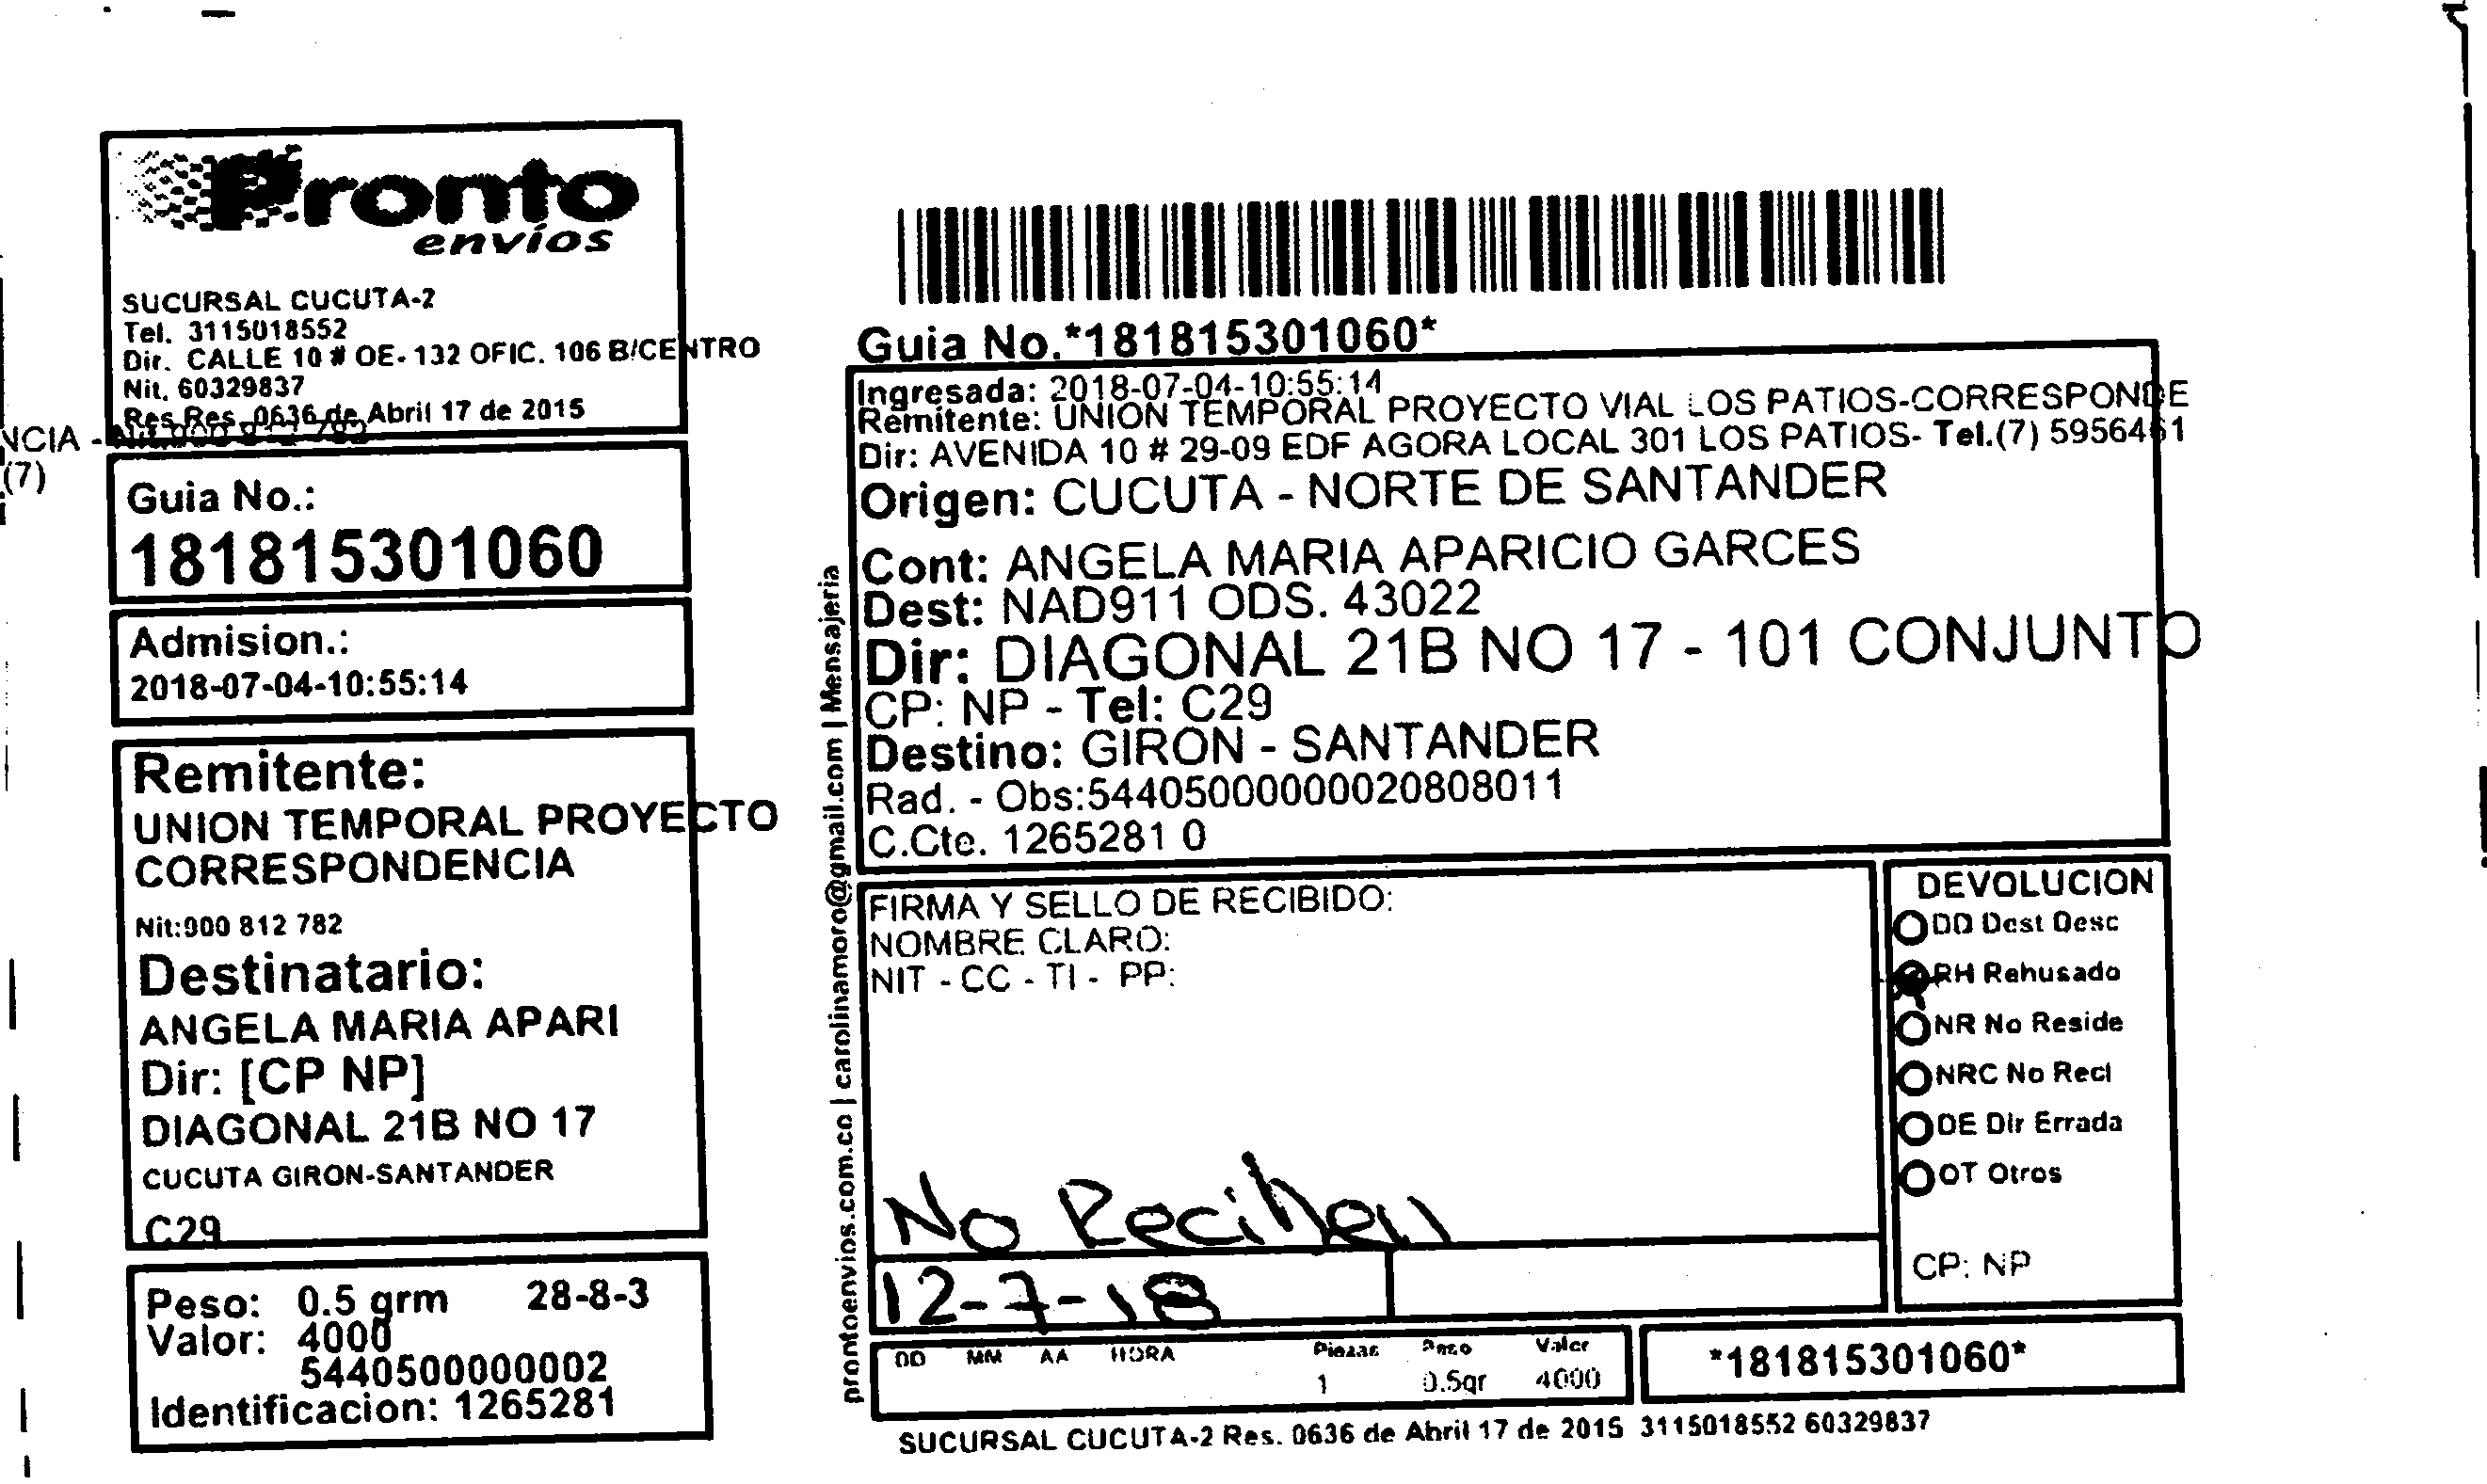 Pronto
envíos
SUCURSAL CUCUTA-2
Tel. 3115018552
Dir. CALLE 10 # OE-132 OFIC. 106 B/CENTRO
Nit. 60329837
Res Res. 0636 de Abril 17 de 2015
NCIA -
(7)
Guia No.:
181815301060
Admision.:
2018-07-04-10:55:14
Remitente:
UNION TEMPORAL PROYECTO
CORRESPONDENCIA
Nit:900 812 782
Destinatario:
ANGELA MARIA APARI
Dir: [CP NP]
DIAGONAL 21B NO 17
CUCUTA GIRON-SANTANDER
C29
Peso: 0.5 grm 28-8-3
Valor: 4000
5440500000002
Identificacion: 1265281
prontoenvios.com.co | carolinamoro@gmail.com | Mensajeria
Guia No.*181815301060*
Ingresada: 2018-07-04-10:55:14
Remitente: UNION TEMPORAL PROYECTO VIAL LOS PATIOS-CORRESPONDE
Dir: AVENIDA 10 # 29-09 EDF AGORA LOCAL 301 LOS PATIOS- Tel.(7) 5956461
Origen: CUCUTA - NORTE DE SANTANDER
Cont: ANGELA MARIA APARICIO GARCES
Dest: NAD911 ODS. 43022
Dir: DIAGONAL 21B NO 17 - 101 CONJUNTO
CP: NP - Tel: C29
Destino: GIRON - SANTANDER
Rad. - Obs:544050000000020808011
C.Cte. 1265281 0
FIRMA Y SELLO DE RECIBIDO:
NOMBRE CLARO:
NIT - CC - TI - PP:
No Reciben
12-7-18
DD MM AA HORA Piezas Peso Valor
1 0.5gr 4000
DEVOLUCION
DD Dest Desc
RH Rehusado
NR No Reside
NRC No Recl
DE Dir Errada
OT Otros
CP: NP
*181815301060*
SUCURSAL CUCUTA-2 Res. 0636 de Abril 17 de 2015 3115018552 60329837